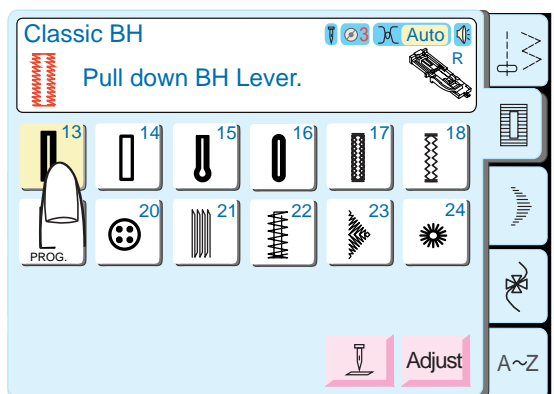 Classic BH
3 Auto
R
Pull down BH Lever.
13 14 15 16 17 18
PROG. 20 21 22 23 24
Adjust
A~Z